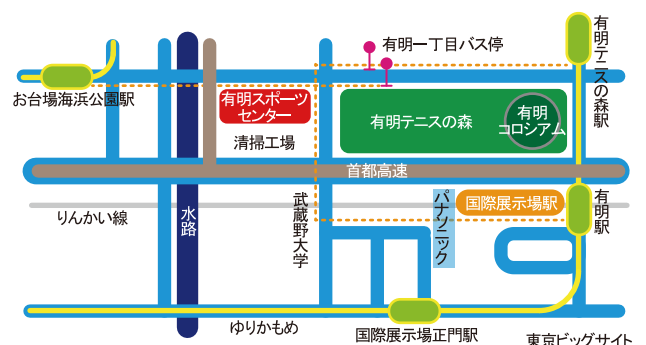 有明テニスの森駅
有明一丁目バス停
お台場海浜公園駅
有明スポーツ
センター
有明テニスの森
有明
コロシアム
清掃工場
首都高速
りんかい線
水路
武蔵野大学
パナソニック
国際展示場駅
有明駅
ゆりかもめ
国際展示場正門駅
東京ビッグサイト